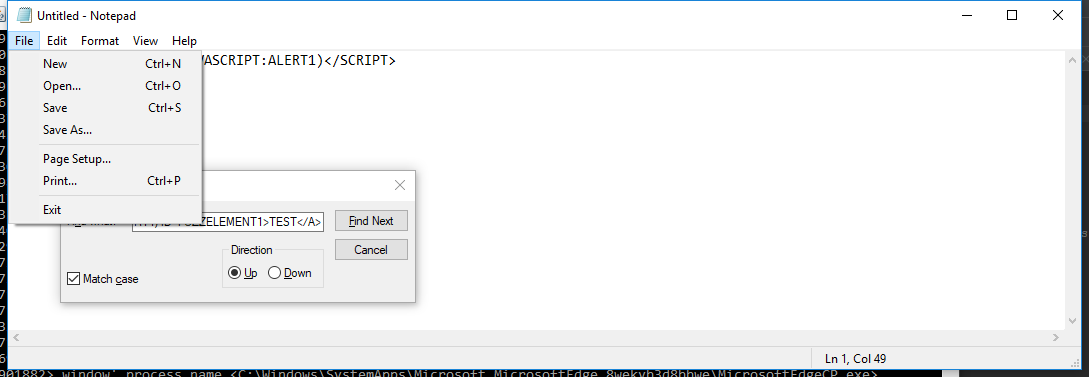 Untitled - Notepad
File Edit Format View Help
New Ctrl+N
VASCRIPT:ALERT1)</SCRIPT>
Open... Ctrl+O
Save Ctrl+S
Save As...
Page Setup...
Print... Ctrl+P
Exit
ELEMENT1>TEST</A>
Find Next
Cancel
Direction
Up Down
Match case
Ln 1, Col 49
window' process name <C:\Windows\SystemApps\Microsoft.MicrosoftEdge_8wekyb3d8bbwe\MicrosoftEdgeCP.exe>